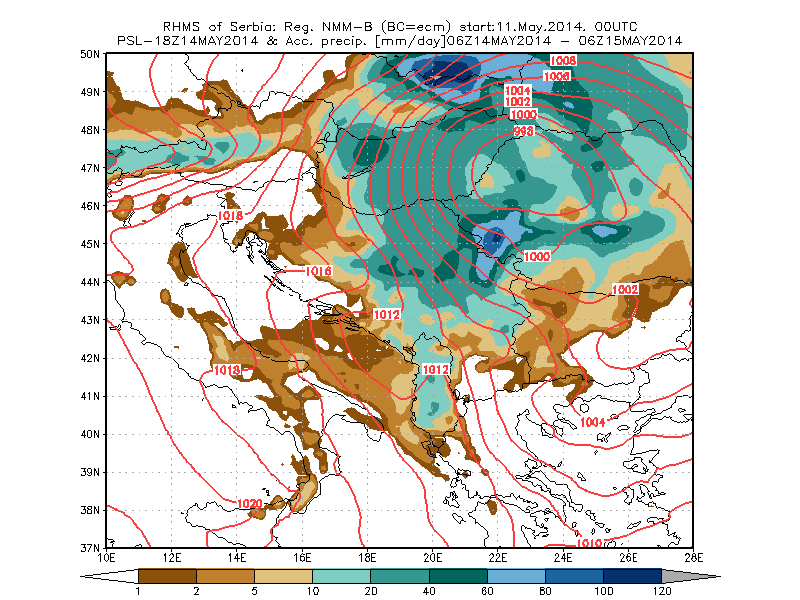 RHMS of Serbia: Reg. NMM-B (BC=ecm) start:11.May.2014. 00UTC
PSL-18Z14MAY2014 & Acc. precip. [mm/day]06Z14MAY2014 - 06Z15MAY2014
50N
1008
1006
49N
1004
1002
1000
48N
998
47N
46N
1018
45N
1000
1016
44N
1002
43N
1012
42N
1018
1012
41N
1004
40N
39N
1020
38N
1010
37N
10E 12E 14E 16E 18E 20E 22E 24E 26E 28E
1 2 5 10 20 40 60 80 100 120